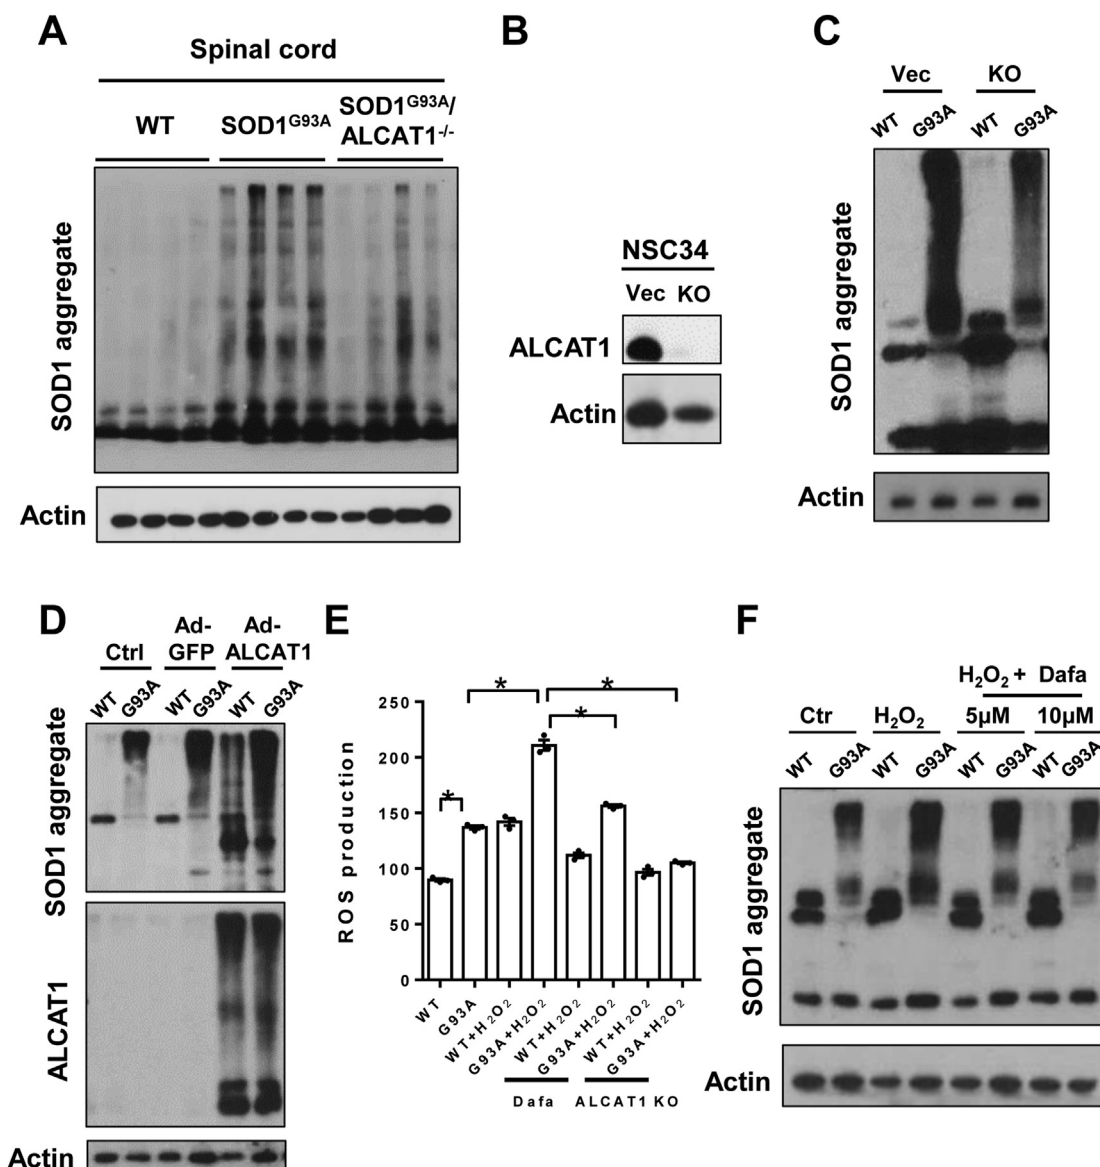 A
Spinal cord
WT
SOD1G93A
SOD1G93A/
ALCAT1-/-
SOD1 aggregate
Actin
B
NSC34
Vec KO
ALCAT1
Actin
C
Vec KO
WT G93A WT G93A
SOD1 aggregate
Actin
D
Ctrl
Ad-
GFP
Ad-
ALCAT1
WT G93A WT G93A WT G93A
SOD1 aggregate
ALCAT1
Actin
E
* * * *
ROS production
250
200
150
100
50
0
WT
G93A
WT+H2O2
G93A+H2O2
WT+H2O2
G93A+H2O2
WT+H2O2
G93A+H2O2
Dafa ALCAT1 KO
F
H2O2 + Dafa
Ctr H2O2 5µM 10µM
WT G93A WT G93A WT G93A WT G93A
SOD1 aggregate
Actin